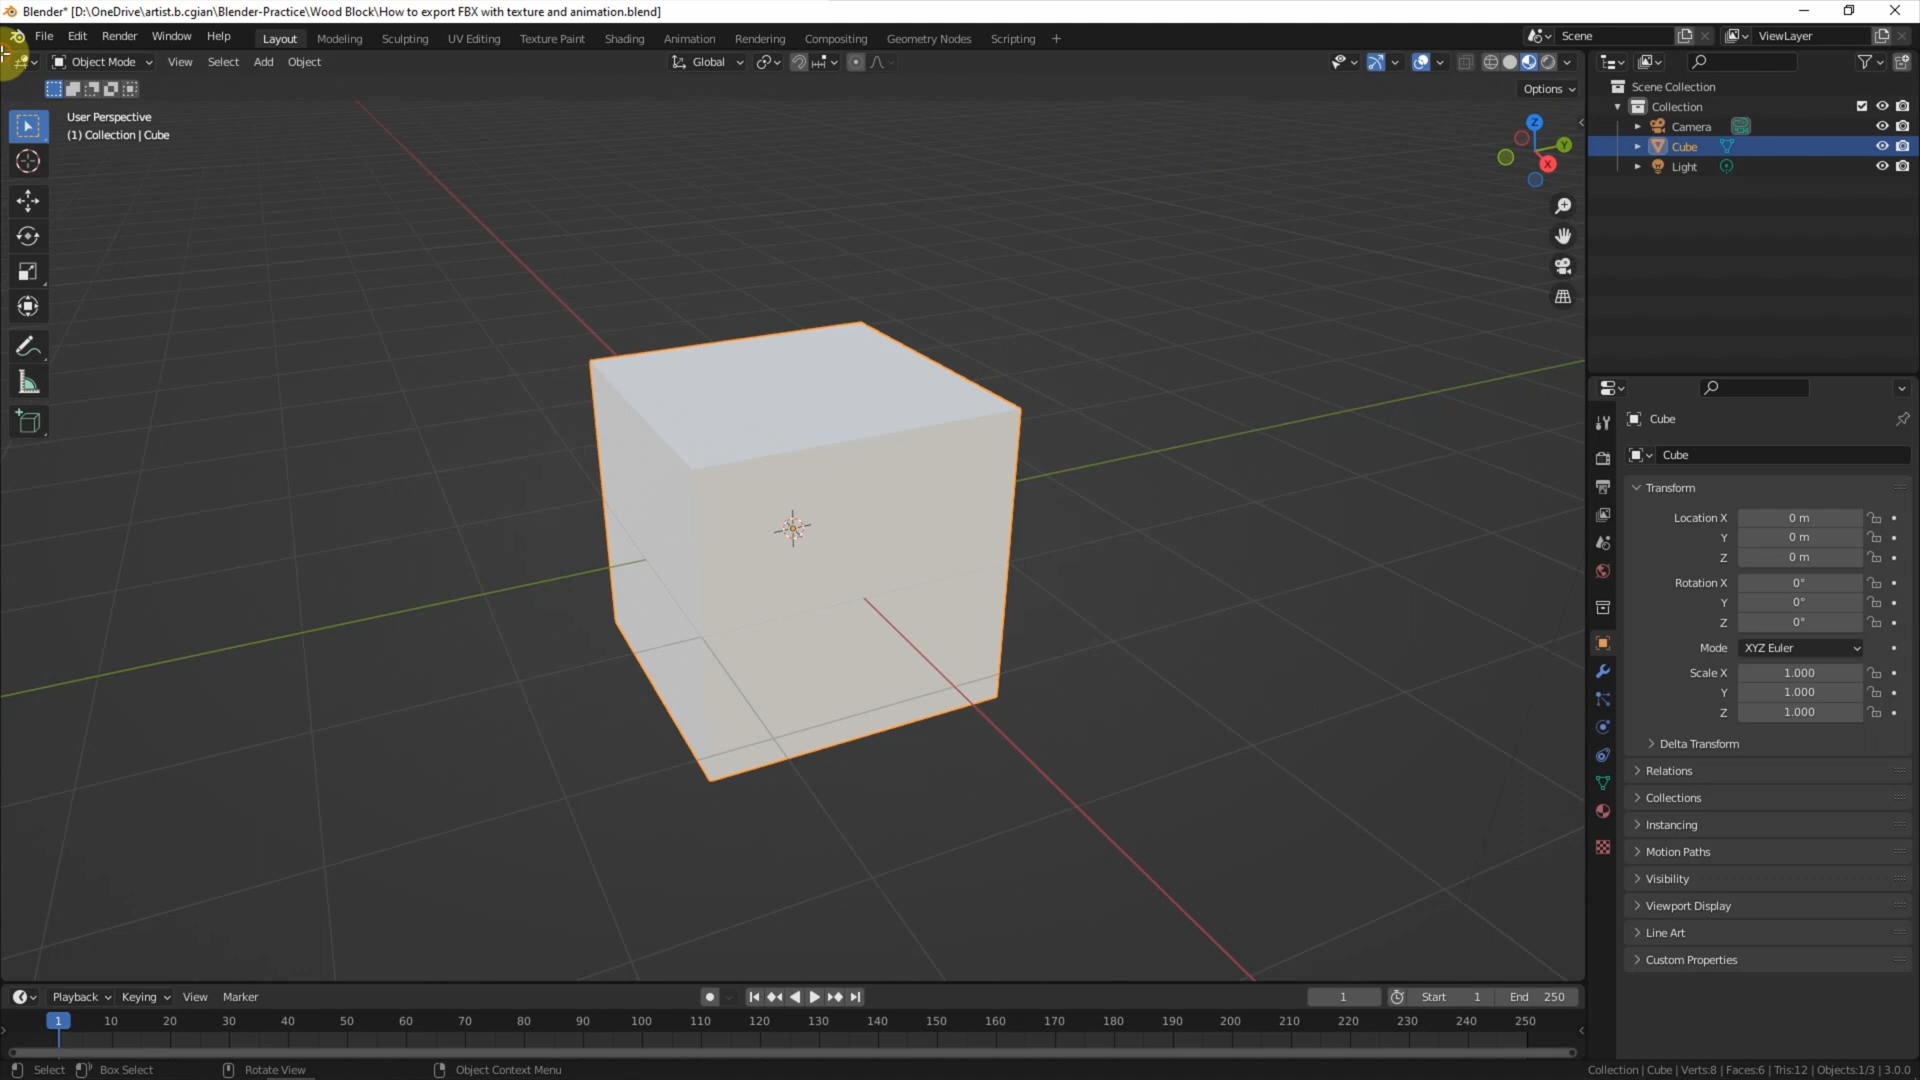 Blender* [D:\OneDrive\artist.b.cgian\Blender-Practice\Wood Block\How to export FBX with texture and animation.blend]
File Edit Render Window Help Layout Modeling Sculpting UV Editing Texture Paint Shading Animation Rendering Compositing Geometry Nodes Scripting + Scene ViewLayer
Object Mode View Select Add Object Global
Options
User Perspective
(1) Collection | Cube
Z
Y
X
Scene Collection
Collection
Camera
Cube
Light
Cube
Cube
Transform
Location X 0 m
Y 0 m
Z 0 m
Rotation X 0°
Y 0°
Z 0°
Mode XYZ Euler
Scale X 1.000
Y 1.000
Z 1.000
Delta Transform
Relations
Collections
Instancing
Motion Paths
Visibility
Viewport Display
Line Art
Custom Properties
Playback Keying View Marker 1 Start 1 End 250
1 10 20 30 40 50 60 70 80 90 100 110 120 130 140 150 160 170 180 190 200 210 220 230 240 250
Select Box Select Rotate View Object Context Menu Collection | Cube | Verts:8 | Faces:6 | Tris:12 | Objects:1/3 | 3.0.0